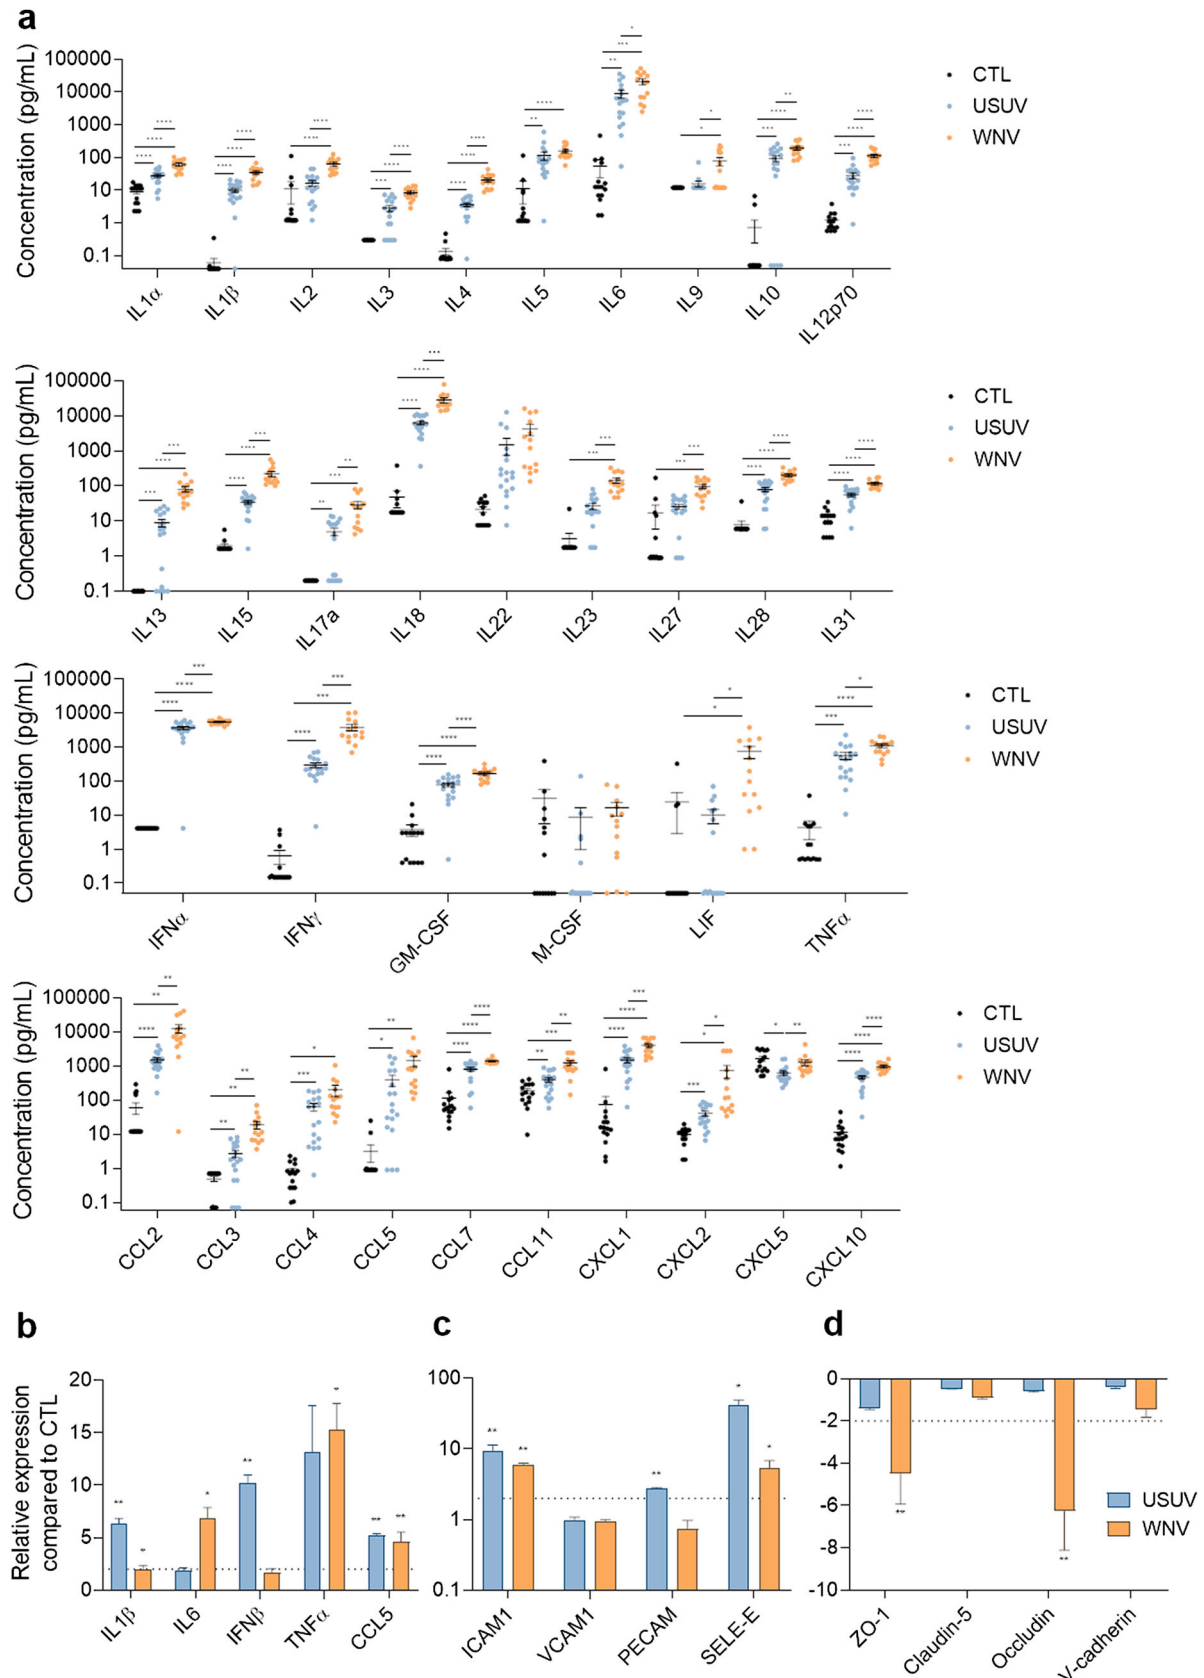 a
Concentration (pg/mL)
100000
10000
1000
100
10
1
0.1
IL1α
IL1β
IL2
IL3
IL4
IL5
IL6
IL9
IL10
IL12p70
CTL
USUV
WNV
Concentration (pg/mL)
100000
10000
1000
100
10
1
0.1
IL13
IL15
IL17a
IL18
IL22
IL23
IL27
IL28
IL31
CTL
USUV
WNV
Concentration (pg/mL)
100000
10000
1000
100
10
1
0.1
IFNα
IFNγ
GM-CSF
M-CSF
LIF
TNFα
CTL
USUV
WNV
Concentration (pg/mL)
100000
10000
1000
100
10
1
0.1
CCL2
CCL3
CCL4
CCL5
CCL7
CCL11
CXCL1
CXCL2
CXCL5
CXCL10
CTL
USUV
WNV
b
Relative expression
compared to CTL
20
15
10
5
0
IL1β
IL6
IFNβ
TNFα
CCL5
c
100
10
1
0.1
ICAM1
VCAM1
PECAM
SELE-E
d
0
-2
-4
-6
-8
-10
ZO-1
Claudin-5
Occludin
V-cadherin
USUV
WNV